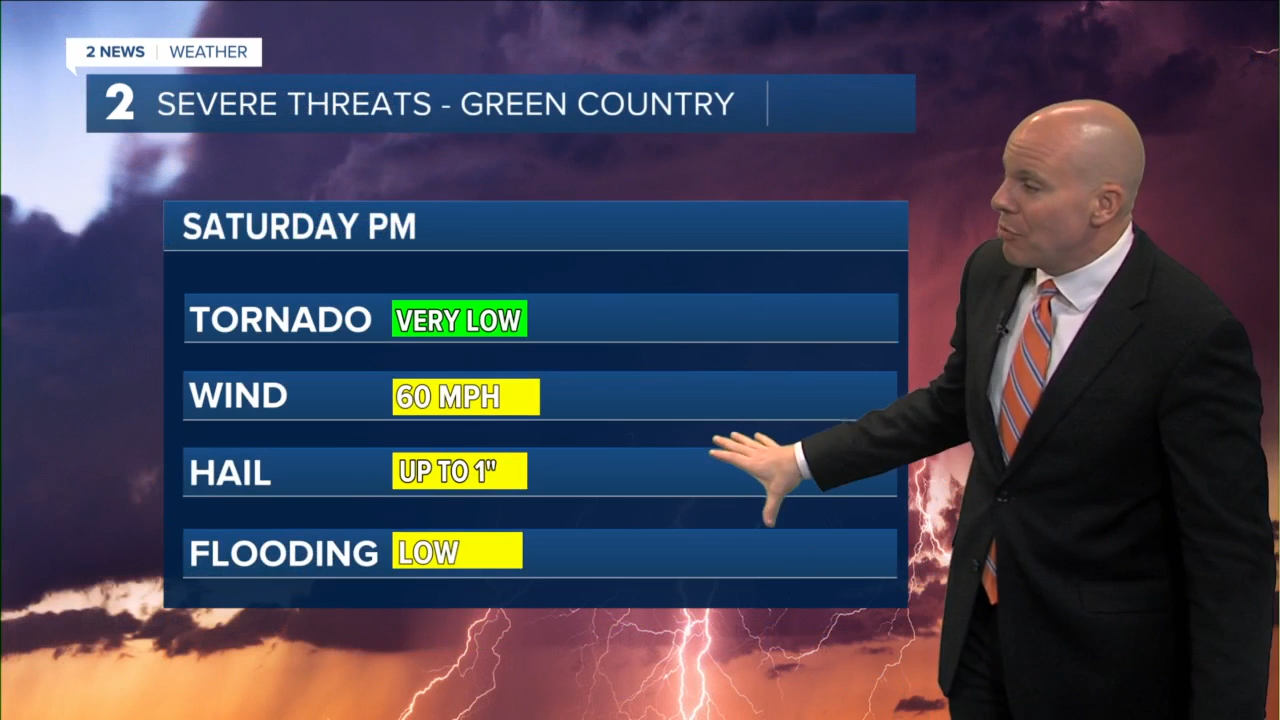 2 NEWS | WEATHER
2 SEVERE THREATS - GREEN COUNTRY
SATURDAY PM
TORNADO VERY LOW
WIND 60 MPH
HAIL UP TO 1"
FLOODING LOW